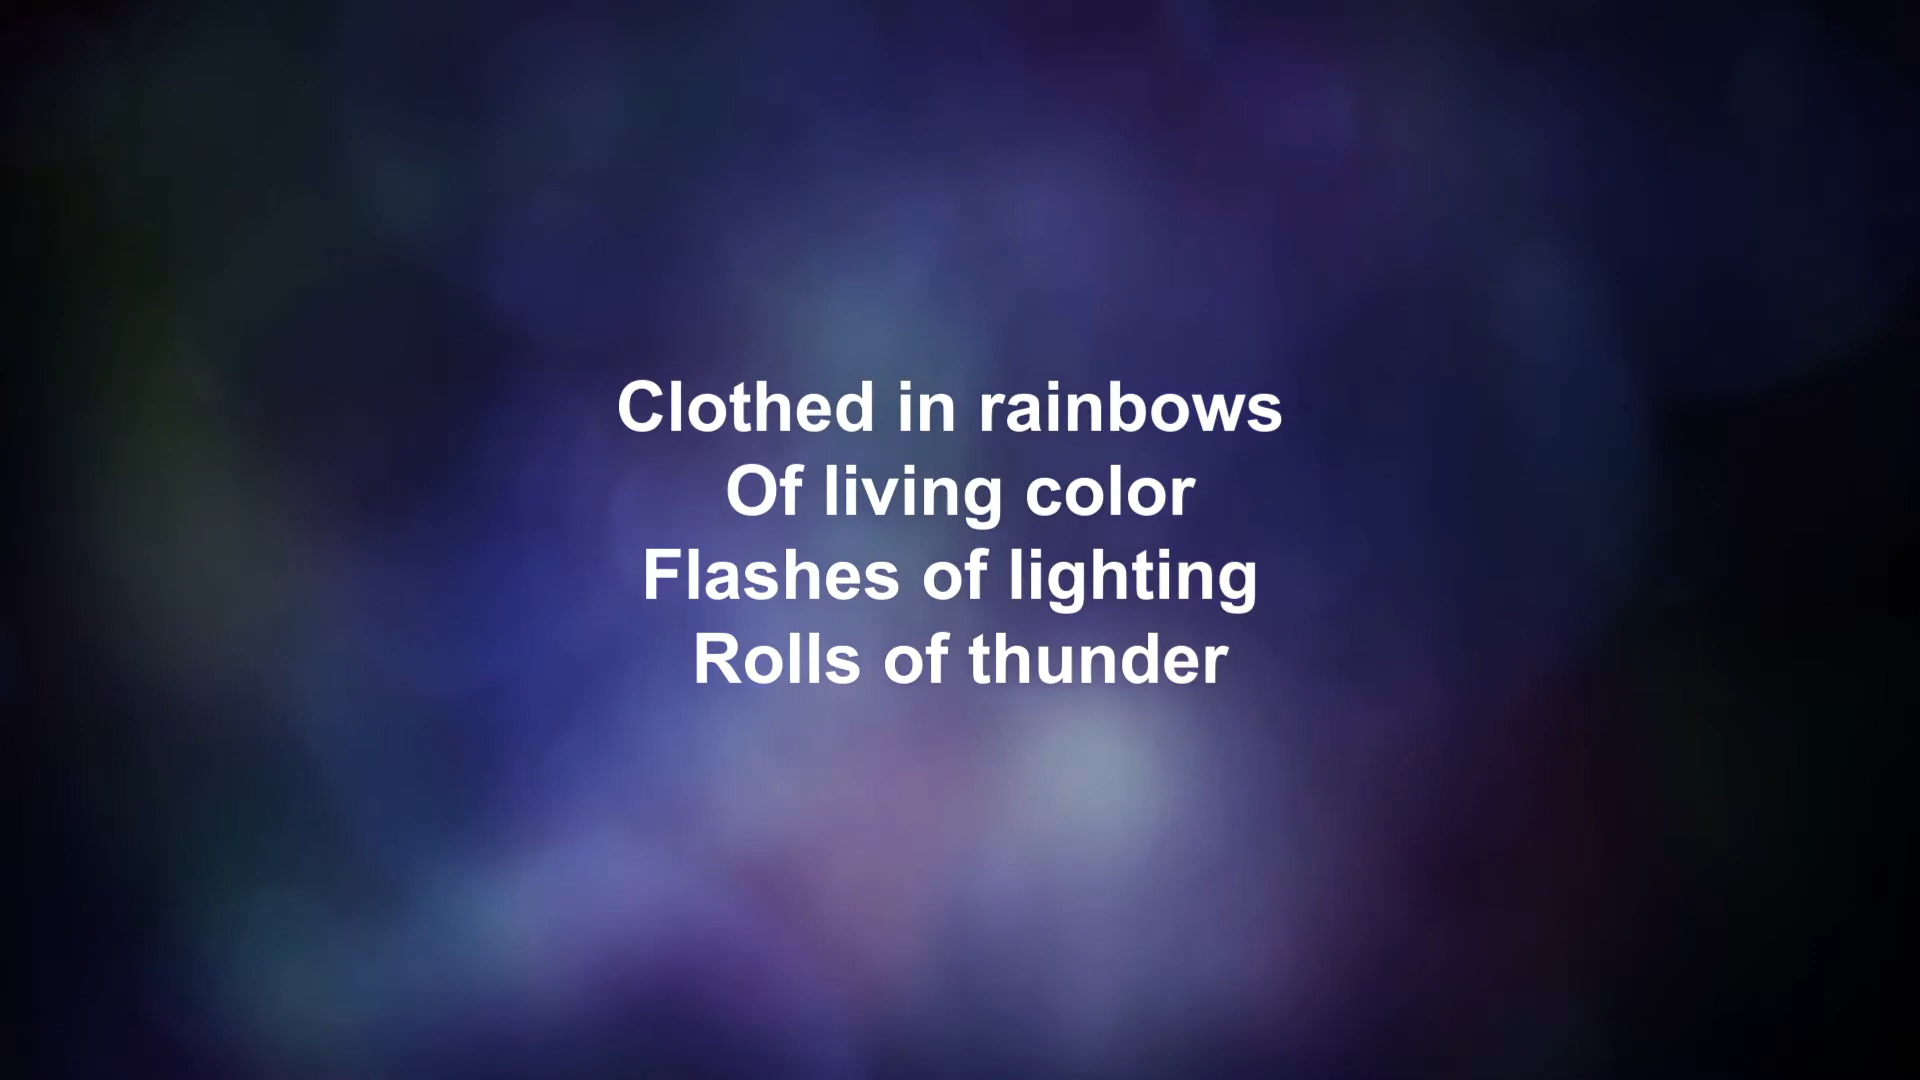 Clothed in rainbows
Of living color
Flashes of lighting
Rolls of thunder